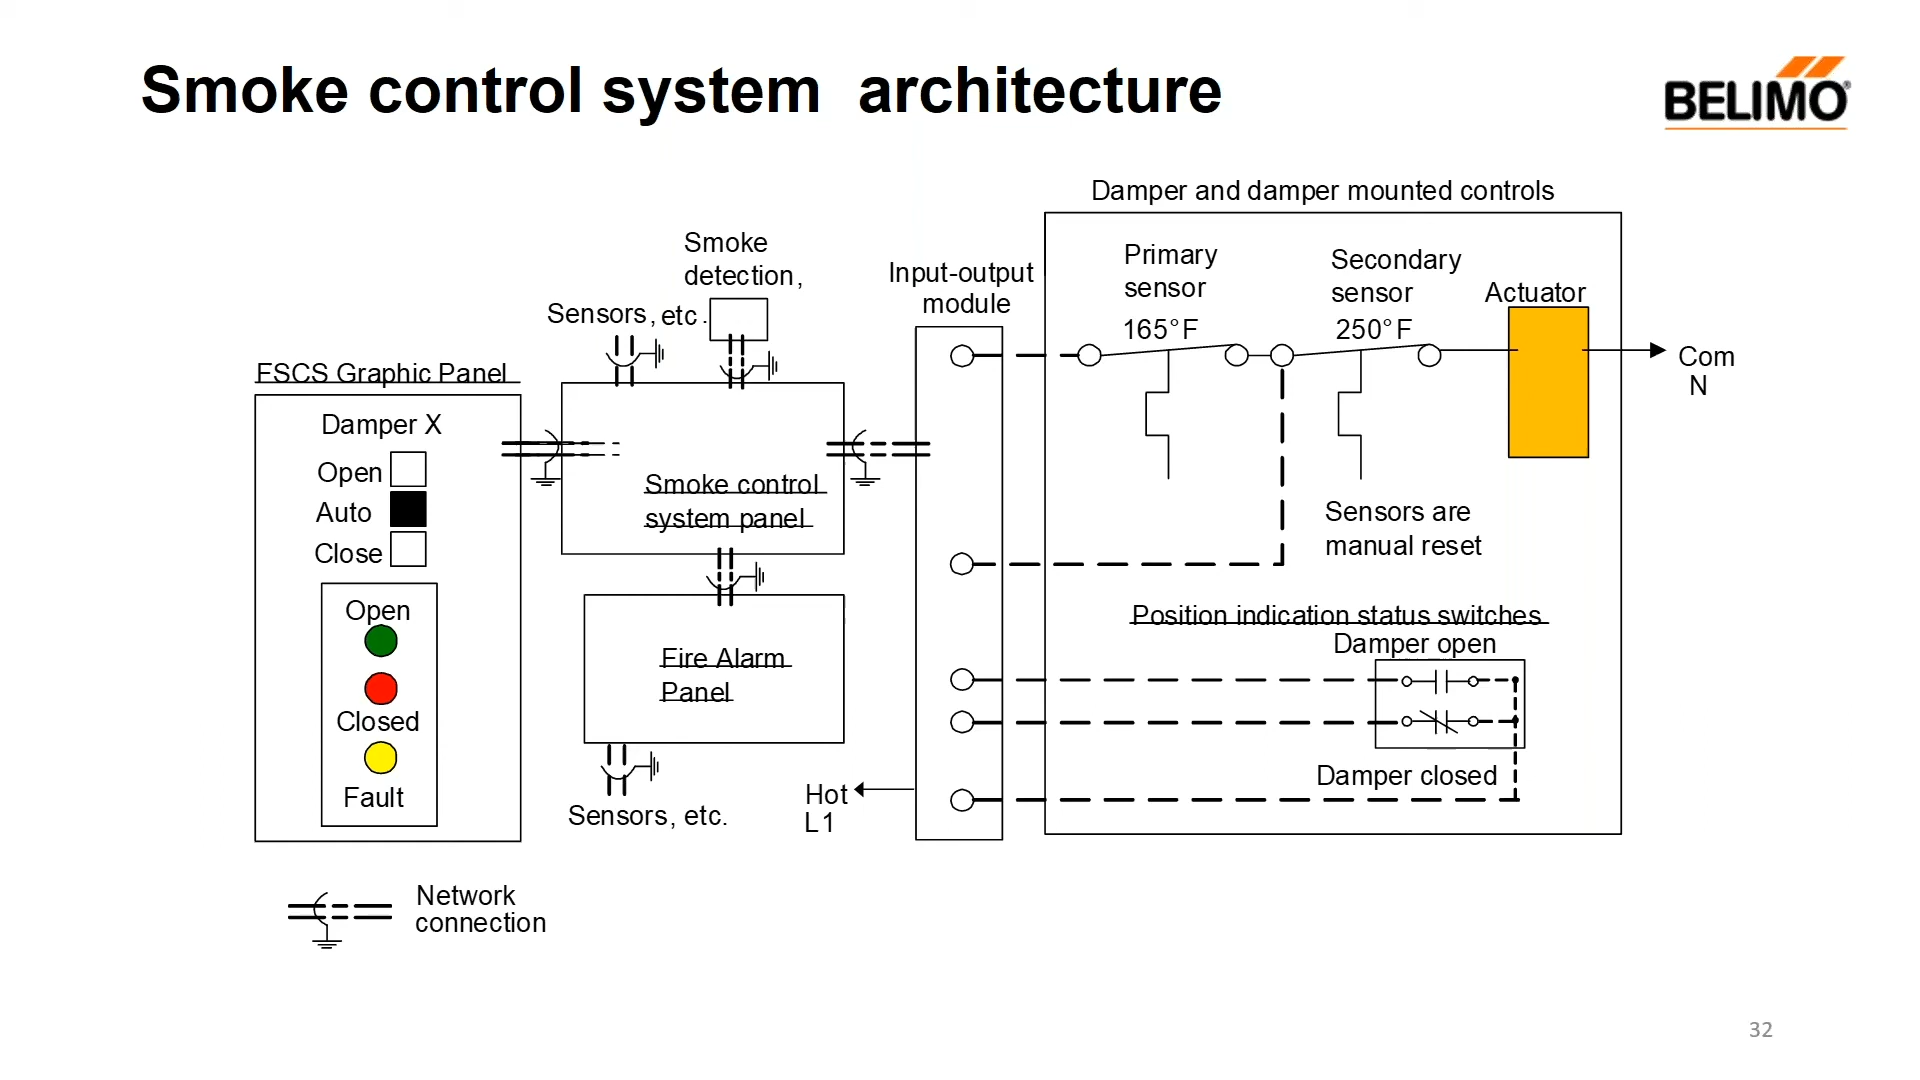 Smoke control system  architecture
BELIMO®
Damper and damper mounted controls
Smoke
detection,
Sensors, etc.
Input-output
module
Primary
sensor
165°F
Secondary
sensor
250°F
Actuator
Com
N
FSCS Graphic Panel
Damper X
Open
Auto
Close
Smoke control
system panel
Sensors are
manual reset
Open
Closed
Fault
Fire Alarm
Panel
Position indication status switches
Damper open
Damper closed
Hot
L1
Sensors, etc.
Network
connection
32